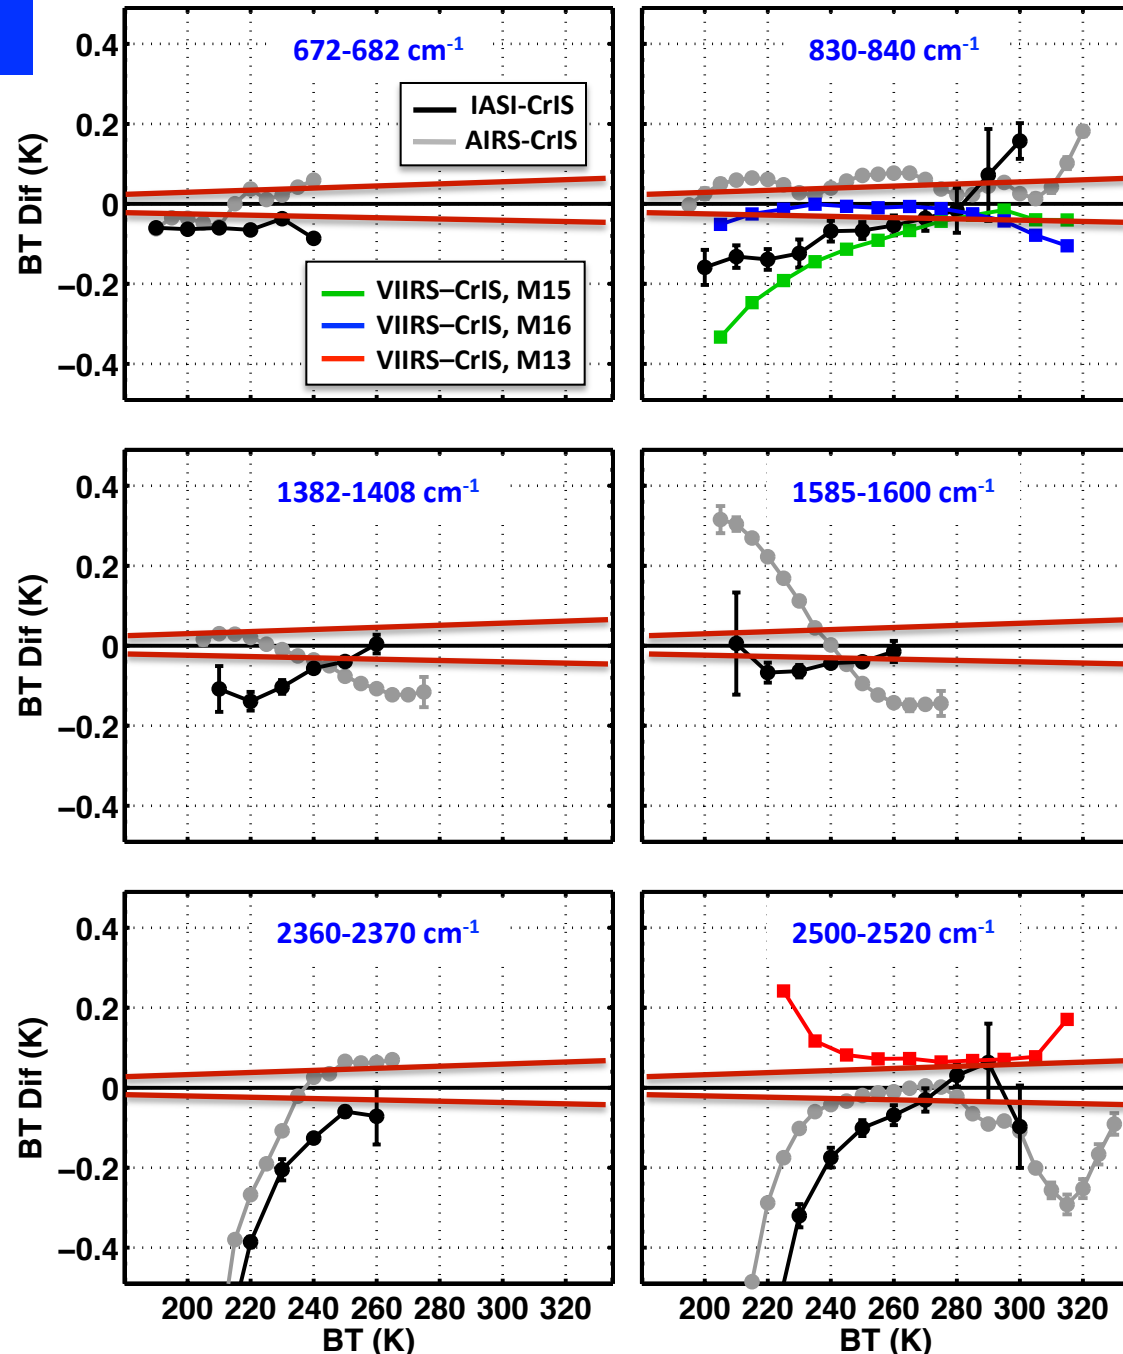 672-682 cm-1
830-840 cm-1
IASI-CrIS
AIRS-CrIS
VIIRS–CrIS, M15
VIIRS–CrIS, M16
VIIRS–CrIS, M13
0.4
0.2
0
−0.2
−0.4
BT Dif (K)
1382-1408 cm-1
1585-1600 cm-1
0.4
0.2
0
−0.2
−0.4
BT Dif (K)
2360-2370 cm-1
2500-2520 cm-1
0.4
0.2
0
−0.2
−0.4
BT Dif (K)
200 220 240 260 280 300 320
200 220 240 260 280 300 320
BT (K)
BT (K)